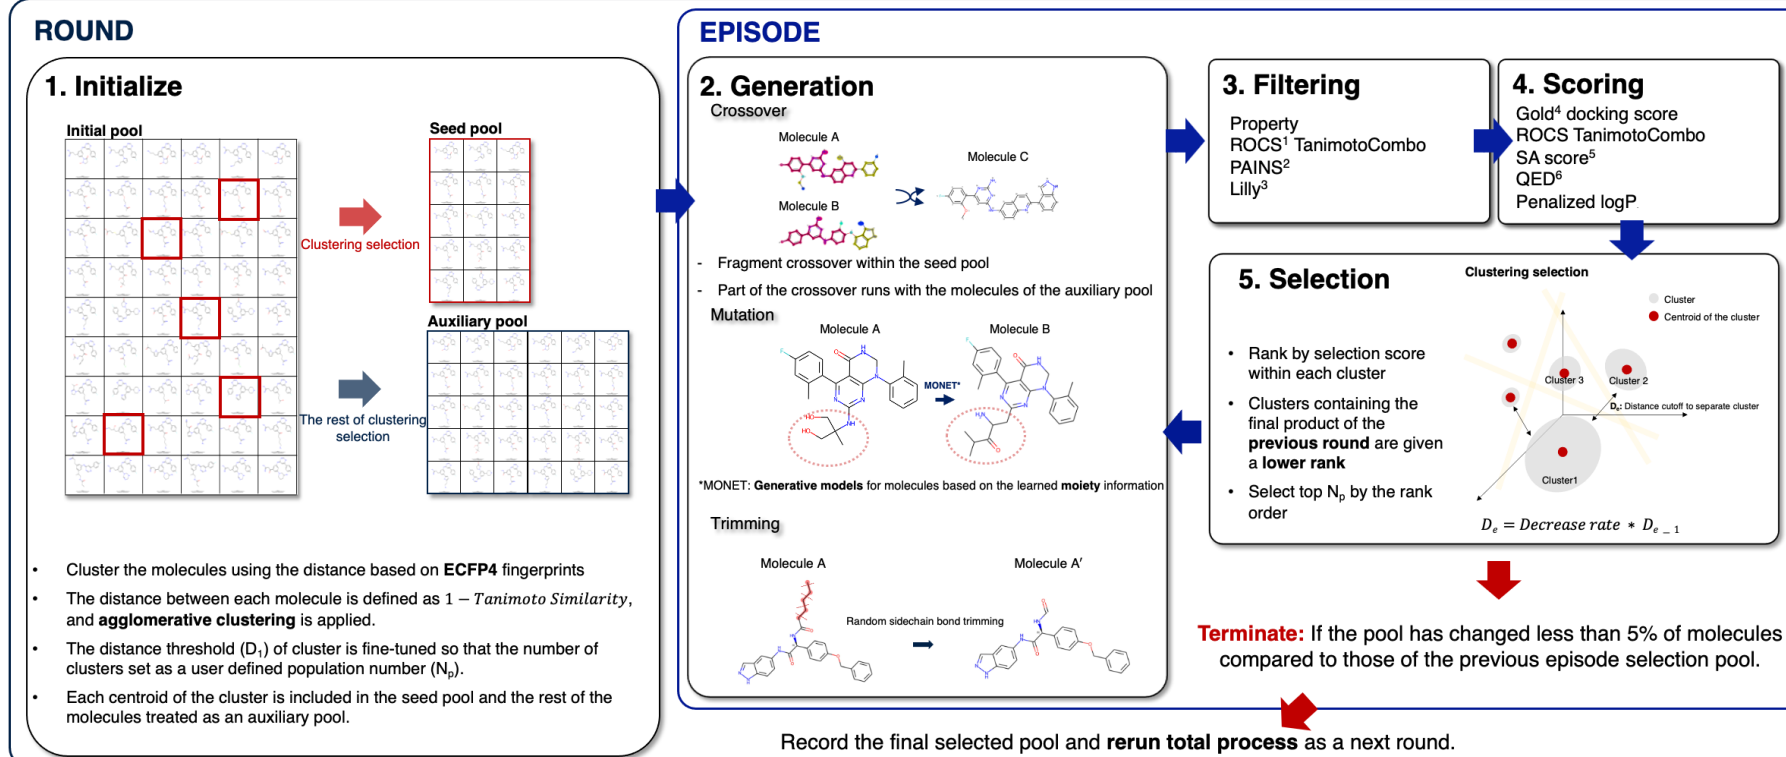 ROUND
1. Initialize
Initial pool
Seed pool
Clustering selection
Auxiliary pool
The rest of clustering
selection
• Cluster the molecules using the distance based on ECFP4 fingerprints
• The distance between each molecule is defined as 1 − Tanimoto Similarity,
and agglomerative clustering is applied.
• The distance threshold (D₁) of cluster is fine-tuned so that the number of
clusters set as a user defined population number (Nₚ).
• Each centroid of the cluster is included in the seed pool and the rest of the
molecules treated as an auxiliary pool.
EPISODE
2. Generation
Crossover
Molecule A
Molecule B
Molecule C
- Fragment crossover within the seed pool
- Part of the crossover runs with the molecules of the auxiliary pool
Mutation
Molecule A
MONET*
Molecule B
*MONET: Generative models for molecules based on the learned moiety information
Trimming
Molecule A
Random sidechain bond trimming
Molecule A′
3. Filtering
Property
ROCS¹ TanimotoCombo
PAINS²
Lilly³
4. Scoring
Gold⁴ docking score
ROCS TanimotoCombo
SA score⁵
QED⁶
Penalized logP
5. Selection
• Rank by selection score
within each cluster
• Clusters containing the
final product of the
previous round are given
a lower rank
• Select top Nₚ by the rank
order
Clustering selection
Cluster
Centroid of the cluster
Cluster 3
Cluster 2
Dₑ: Distance cutoff to separate cluster
Cluster1
Dₑ = Decrease rate * Dₑ₋₁
Terminate: If the pool has changed less than 5% of molecules
compared to those of the previous episode selection pool.
Record the final selected pool and rerun total process as a next round.